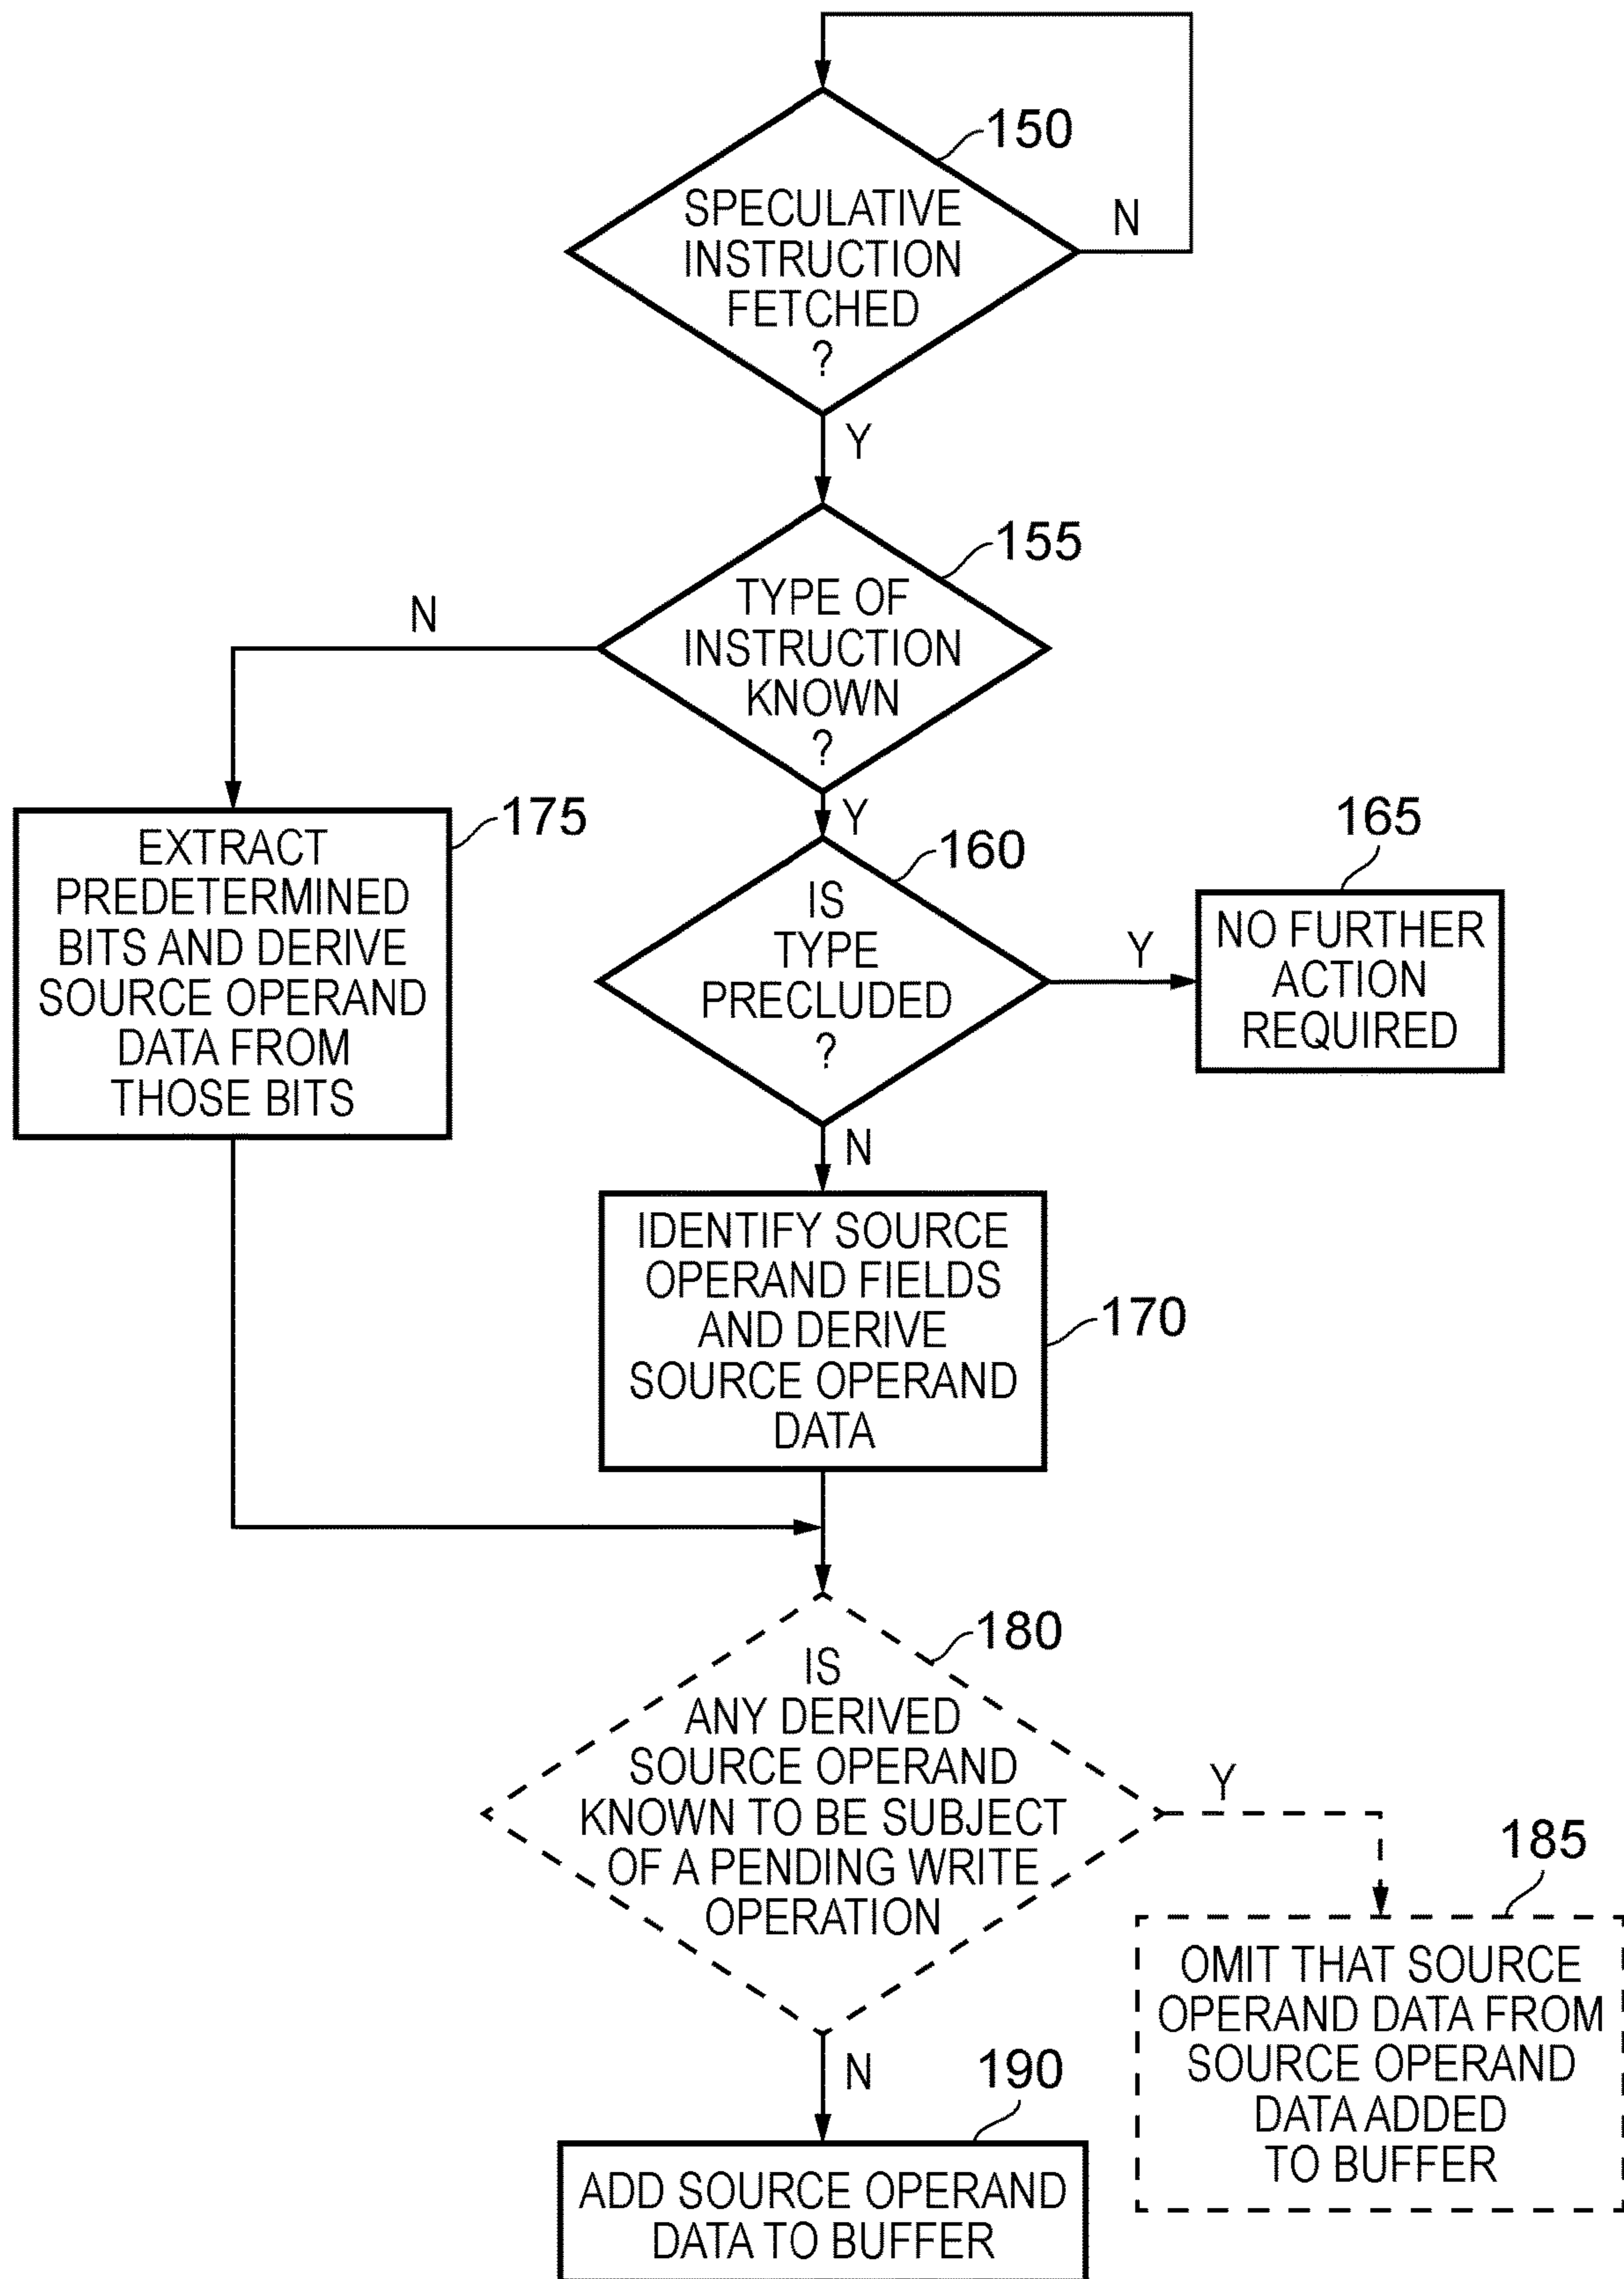 150
SPECULATIVE
INSTRUCTION
FETCHED
?
N
Y
155
TYPE OF
INSTRUCTION
KNOWN
?
N
Y
175
EXTRACT
PREDETERMINED
BITS AND DERIVE
SOURCE OPERAND
DATA FROM
THOSE BITS
160
IS
TYPE
PRECLUDED
?
Y
165
NO FURTHER
ACTION
REQUIRED
N
IDENTIFY SOURCE
OPERAND FIELDS
AND DERIVE
SOURCE OPERAND
DATA
170
180
IS
ANY DERIVED
SOURCE OPERAND
KNOWN TO BE SUBJECT
OF A PENDING WRITE
OPERATION
Y
185
OMIT THAT SOURCE
OPERAND DATA FROM
SOURCE OPERAND
DATA ADDED
TO BUFFER
N
190
ADD SOURCE OPERAND
DATA TO BUFFER